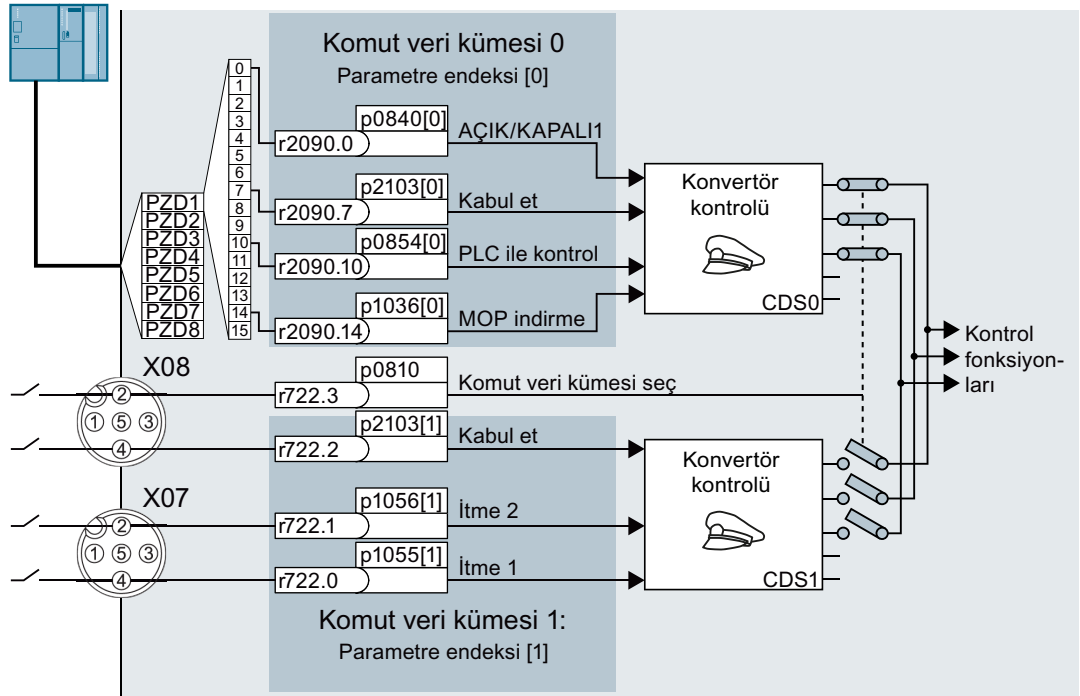 Komut veri kümesi 0
Parametre endeksi [0]
0
1
2
3
4
5
6
7
8
9
10
11
12
13
14
15
PZD1
PZD2
PZD3
PZD4
PZD5
PZD6
PZD7
PZD8
p0840[0]
r2090.0
AÇIK/KAPALI1
p2103[0]
r2090.7
Kabul et
p0854[0]
r2090.10
PLC ile kontrol
p1036[0]
r2090.14
MOP indirme
Konvertör
kontrolü
CDS0
Kontrol
fonksiyon-
ları
X08
2
1 5 3
4
p0810
r722.3
Komut veri kümesi seç
p2103[1]
r722.2
Kabul et
X07
2
1 5 3
4
p1056[1]
r722.1
İtme 2
p1055[1]
r722.0
İtme 1
Konvertör
kontrolü
CDS1
Komut veri kümesi 1:
Parametre endeksi [1]